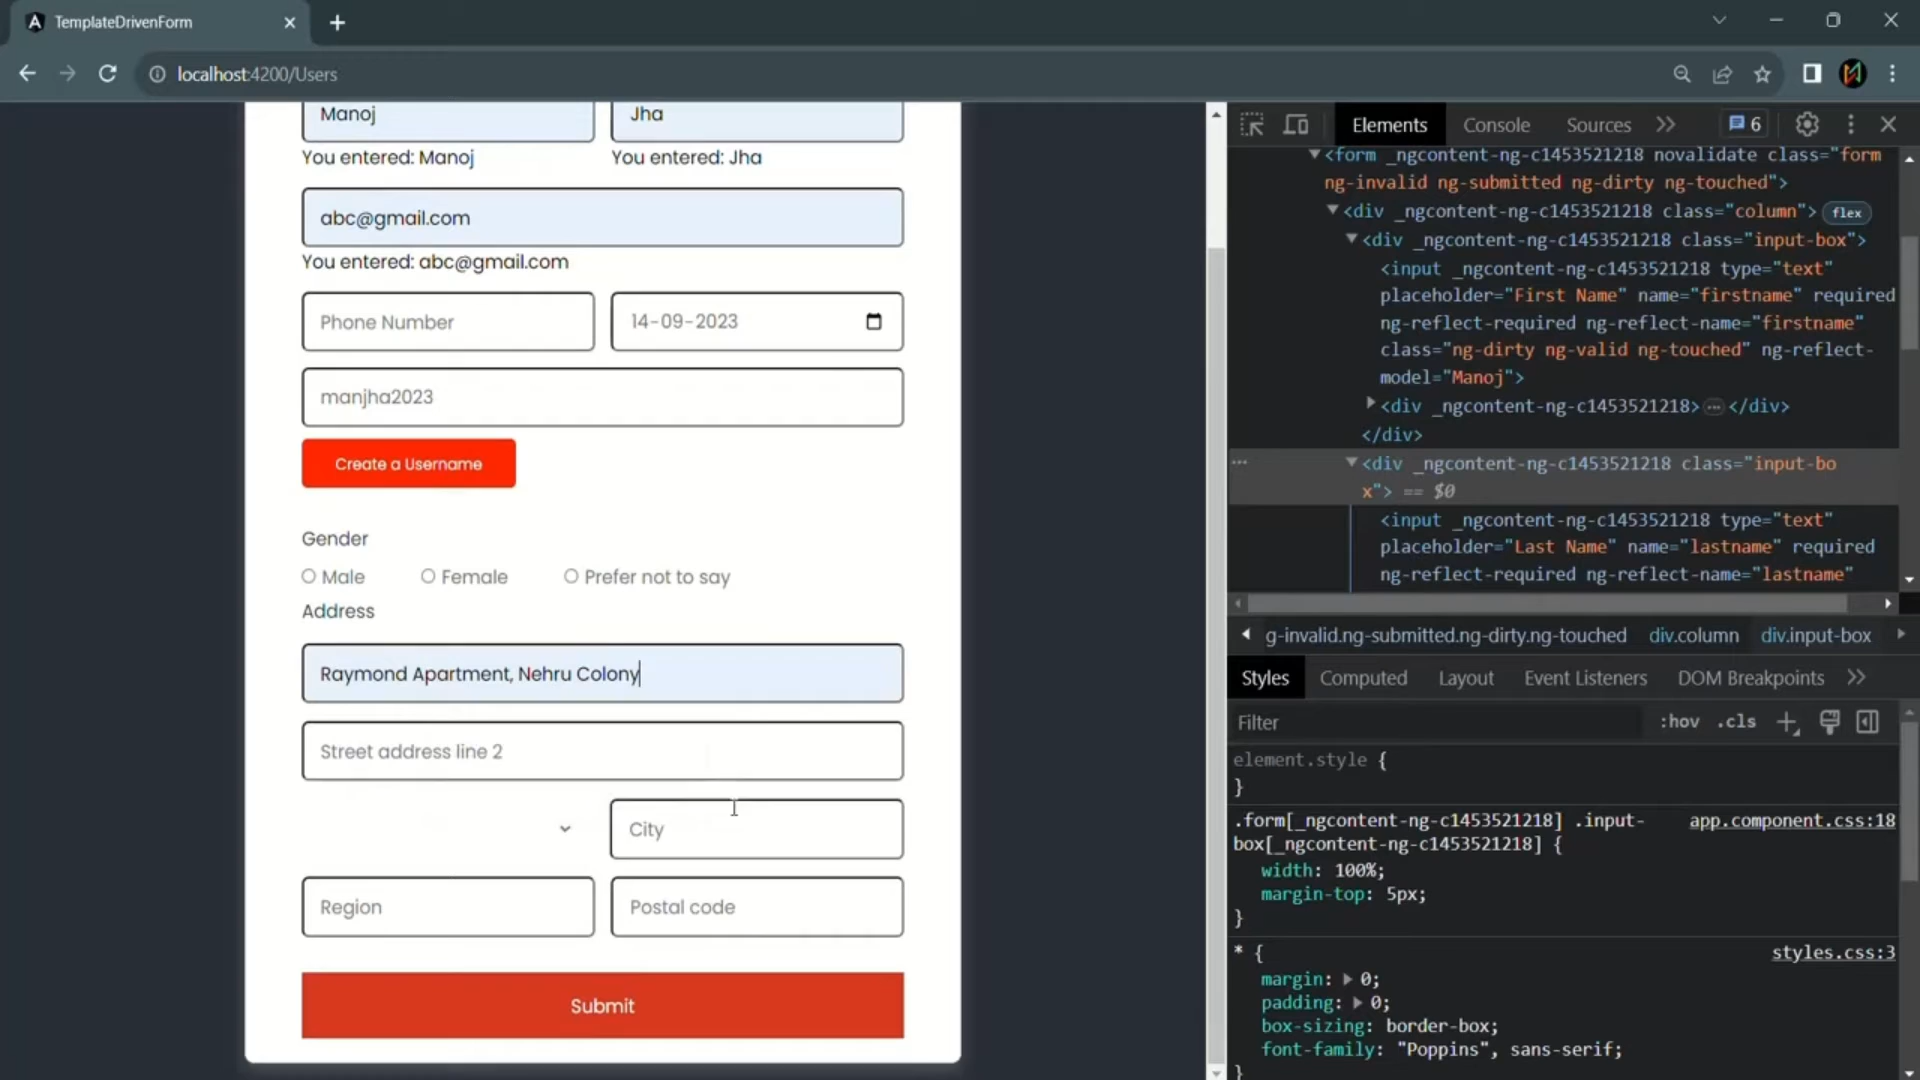 TemplateDrivenForm
localhost:4200/Users
Manoj
Jha
You entered: Manoj
You entered: Jha
abc@gmail.com
You entered: abc@gmail.com
Phone Number
14-09-2023
manjha2023
Create a Username
Gender
Male
Female
Prefer not to say
Address
Raymond Apartment, Nehru Colony
Street address line 2
City
Region
Postal code
Submit
Elements
Console
Sources
6
<form _ngcontent-ng-c1453521218 novalidate class="form
ng-invalid ng-submitted ng-dirty ng-touched">
<div _ngcontent-ng-c1453521218 class="column"> flex
<div _ngcontent-ng-c1453521218 class="input-box">
<input _ngcontent-ng-c1453521218 type="text"
placeholder="First Name" name="firstname" required
ng-reflect-required ng-reflect-name="firstname"
class="ng-dirty ng-valid ng-touched" ng-reflect-
model="Manoj">
<div _ngcontent-ng-c1453521218> … </div>
</div>
<div _ngcontent-ng-c1453521218 class="input-bo
x"> == $0
<input _ngcontent-ng-c1453521218 type="text"
placeholder="Last Name" name="lastname" required
ng-reflect-required ng-reflect-name="lastname"
g-invalid.ng-submitted.ng-dirty.ng-touched div.column div.input-box
Styles
Computed
Layout
Event Listeners
DOM Breakpoints
Filter
:hov .cls
element.style {
}
.form[_ngcontent-ng-c1453521218] .input- app.component.css:18
box[_ngcontent-ng-c1453521218] {
width: 100%;
margin-top: 5px;
}
* { styles.css:3
margin: 0;
padding: 0;
box-sizing: border-box;
font-family: "Poppins", sans-serif;
}